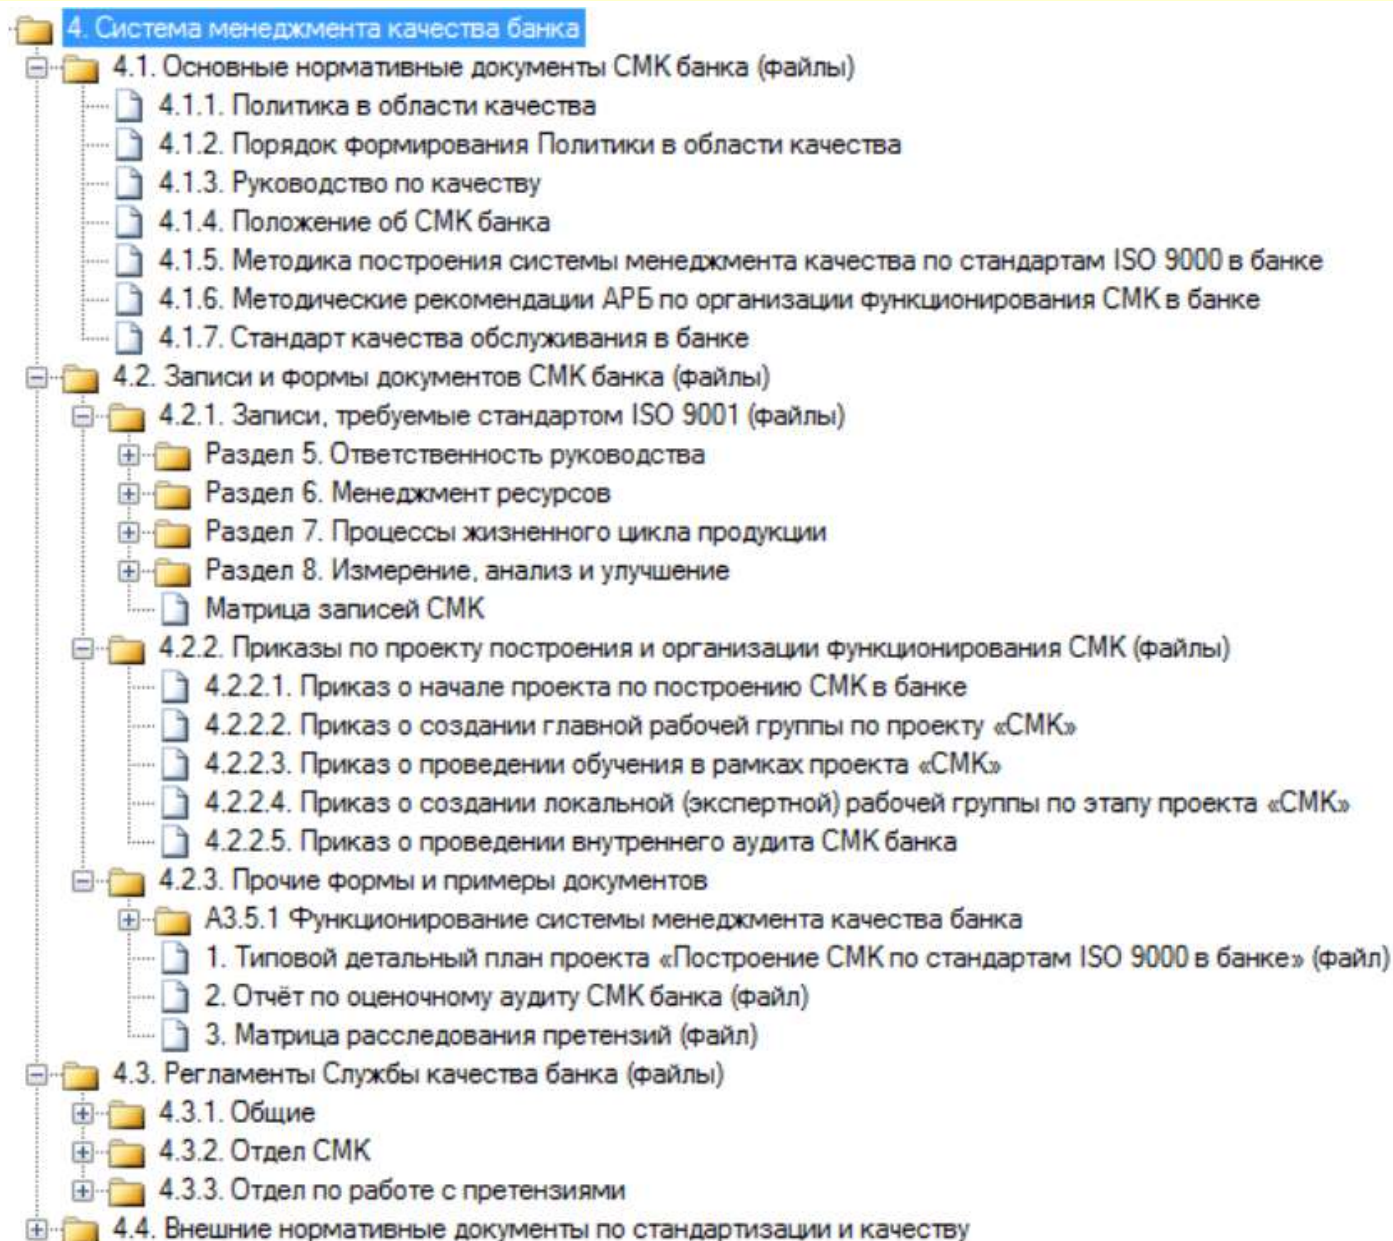 4. Система менеджмента качества банка
4.1. Основные нормативные документы СМК банка (файлы)
4.1.1. Политика в области качества
4.1.2. Порядок формирования Политики в области качества
4.1.3. Руководство по качеству
4.1.4. Положение об СМК банка
4.1.5. Методика построения системы менеджмента качества по стандартам ISO 9000 в банке
4.1.6. Методические рекомендации АРБ по организации функционирования СМК в банке
4.1.7. Стандарт качества обслуживания в банке
4.2. Записи и формы документов СМК банка (файлы)
4.2.1. Записи, требуемые стандартом ISO 9001 (файлы)
Раздел 5. Ответственность руководства
Раздел 6. Менеджмент ресурсов
Раздел 7. Процессы жизненного цикла продукции
Раздел 8. Измерение, анализ и улучшение
Матрица записей СМК
4.2.2. Приказы по проекту построения и организации функционирования СМК (файлы)
4.2.2.1. Приказ о начале проекта по построению СМК в банке
4.2.2.2. Приказ о создании главной рабочей группы по проекту «СМК»
4.2.2.3. Приказ о проведении обучения в рамках проекта «СМК»
4.2.2.4. Приказ о создании локальной (экспертной) рабочей группы по этапу проекта «СМК»
4.2.2.5. Приказ о проведении внутреннего аудита СМК банка
4.2.3. Прочие формы и примеры документов
А3.5.1 Функционирование системы менеджмента качества банка
1. Типовой детальный план проекта «Построение СМК по стандартам ISO 9000 в банке» (файл)
2. Отчёт по оценочному аудиту СМК банка (файл)
3. Матрица расследования претензий (файл)
4.3. Регламенты Службы качества банка (файлы)
4.3.1. Общие
4.3.2. Отдел СМК
4.3.3. Отдел по работе с претензиями
4.4. Внешние нормативные документы по стандартизации и качеству